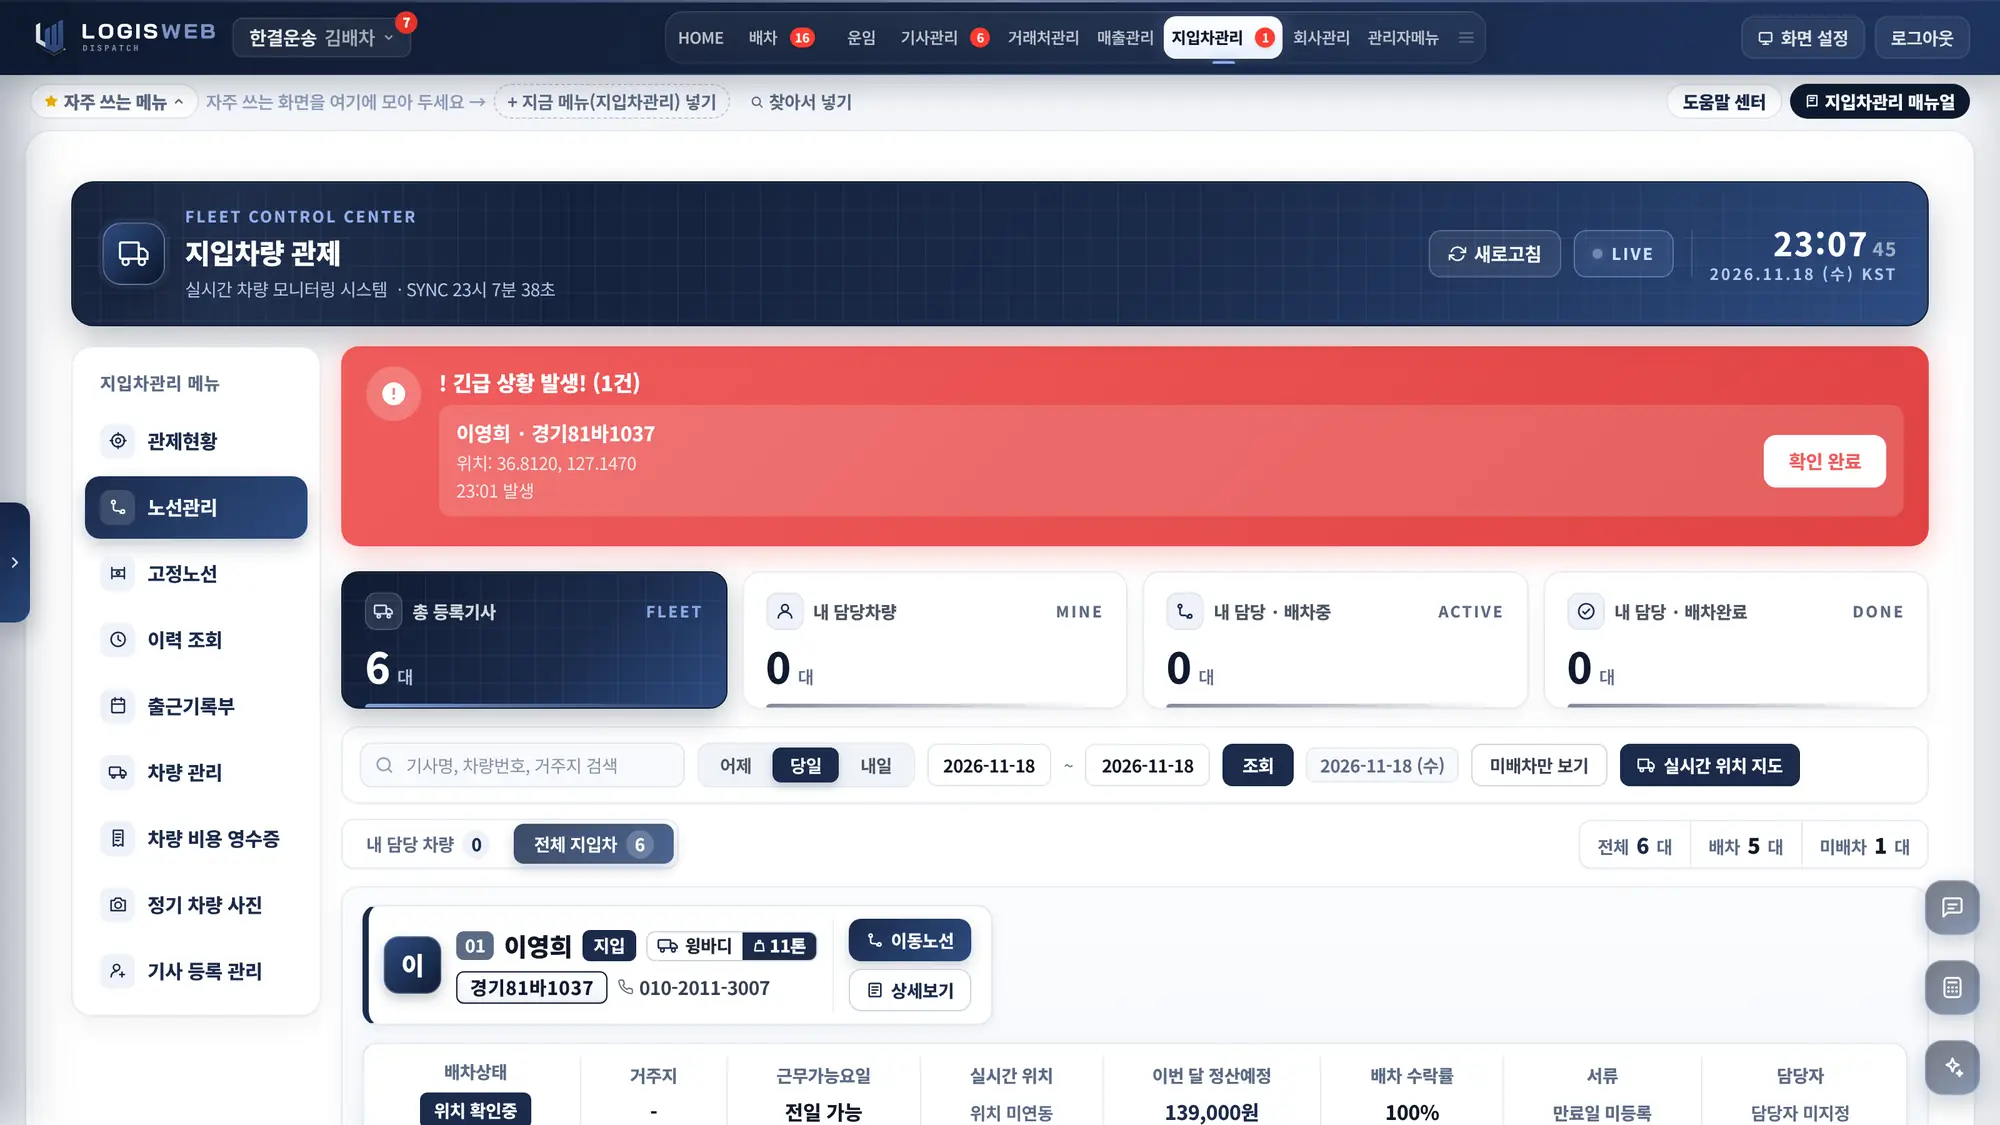 LOGISWEB
DISPATCH
한결운송 김배차
7
HOME
배차 16
운임
기사관리 6
거래처관리
매출관리
지입차관리 1
회사관리
관리자메뉴
화면 설정
로그아웃
자주 쓰는 메뉴
자주 쓰는 화면을 여기에 모아 두세요 →
+ 지금 메뉴(지입차관리) 넣기
찾아서 넣기
도움말 센터
지입차관리 매뉴얼
FLEET CONTROL CENTER
지입차량 관제
실시간 차량 모니터링 시스템 · SYNC 23시 7분 38초
새로고침
LIVE
23:07 45
2026.11.18 (수) KST
지입차관리 메뉴
관제현황
노선관리
고정노선
이력 조회
출근기록부
차량 관리
차량 비용 영수증
정기 차량 사진
기사 등록 관리
! 긴급 상황 발생! (1건)
이영희 · 경기81바1037
위치: 36.8120, 127.1470
23:01 발생
확인 완료
총 등록기사 FLEET
6 대
내 담당차량 MINE
0 대
내 담당 · 배차중 ACTIVE
0 대
내 담당 · 배차완료 DONE
0 대
기사명, 차량번호, 거주지 검색
어제 당일 내일
2026-11-18 ~ 2026-11-18
조회
2026-11-18 (수)
미배차만 보기
실시간 위치 지도
내 담당 차량 0
전체 지입차 6
전체 6 대
배차 5 대
미배차 1 대
이
01 이영희 지입 윙바디 11톤
경기81바1037 010-2011-3007
이동노선
상세보기
배차상태
위치 확인중
거주지
-
근무가능요일
전일 가능
실시간 위치
위치 미연동
이번 달 정산예정
139,000원
배차 수락률
100%
서류
만료일 미등록
담당자
담당자 미지정